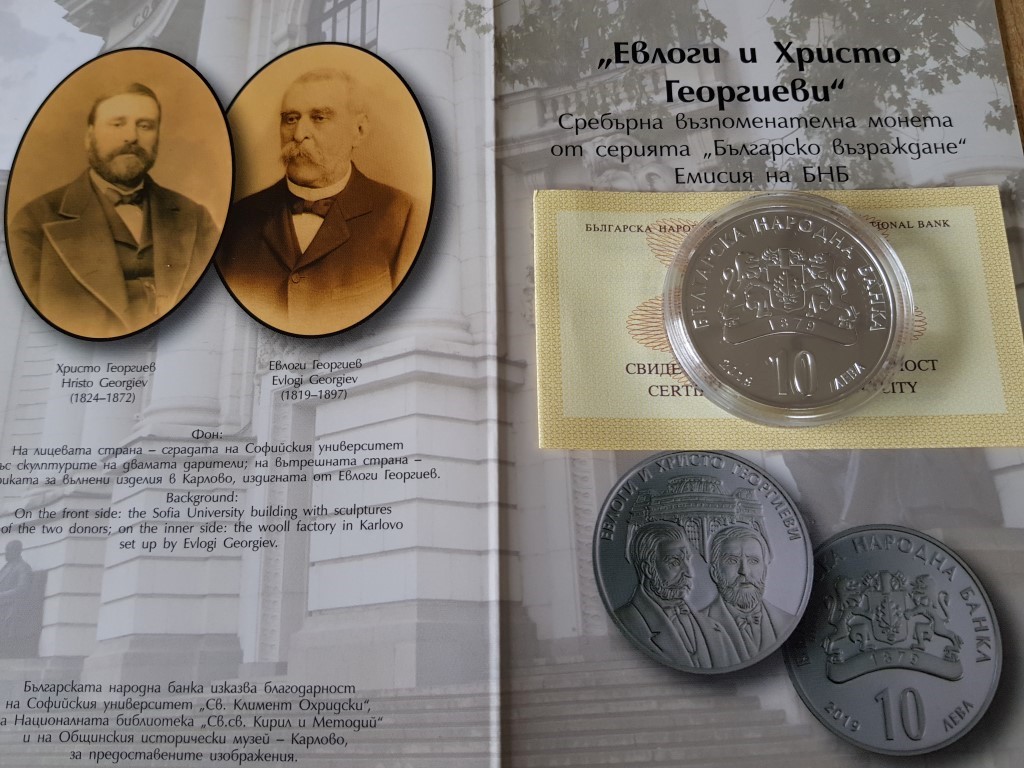 Христо Георгиев
Hristo Georgiev
(1824–1872)
Евлоги Георгиев
Evlogi Georgiev
(1819–1897)
Фон:
На лицевата страна – сградата на Софийския университет
със скулптурите на двамата дарители; на вътрешната страна –
за вълнени изделия в Карлово, издигната от Евлоги Георгиев.
Background:
On the front side: the Sofia University building with sculptures
of the two donors; on the inner side: the wooll factory in Karlovo
set up by Evlogi Georgiev.
Българската народна банка изказва благодарност
на Софийския университет „Св. Климент Охридски",
на Националната библиотека „Св.св. Кирил и Методий"
и на Общинския исторически музей – Карлово,
за предоставените изображения.
„Евлоги и Христо
Георгиеви“
Сребърна възпоменателна монета
от серията „Българско възраждане“
Емисия на БНБ
БЪЛГАРСКА
BANK
БЪЛГАРСКА НАРОДНА БАНКА
1879
10
ЛЕВА
ЕВЛОГИ И ХРИСТО ГЕОРГИЕВИ
НАРОДНА БАНКА
1879
2019
10
ЛЕВА